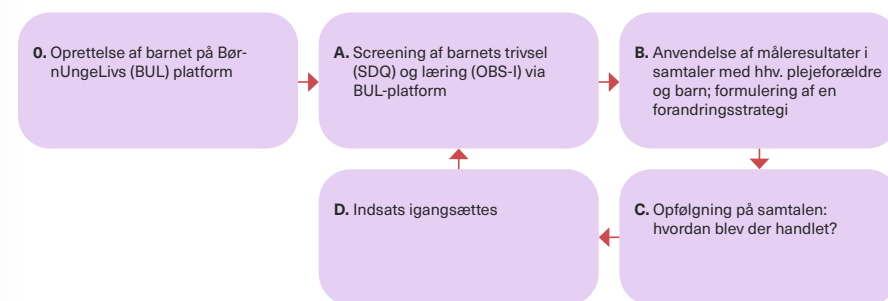 0. Oprettelse af barnet på Bør-
nUngeLivs (BUL) platform
A. Screening af barnets trivsel
(SDQ) og læring (OBS-I) via
BUL-platform
B. Anvendelse af måleresultater i
samtaler med hhv. plejeforældre
og barn; formulering af en
forandringsstrategi
D. Indsats igangsættes
C. Opfølgning på samtalen:
hvordan blev der handlet?